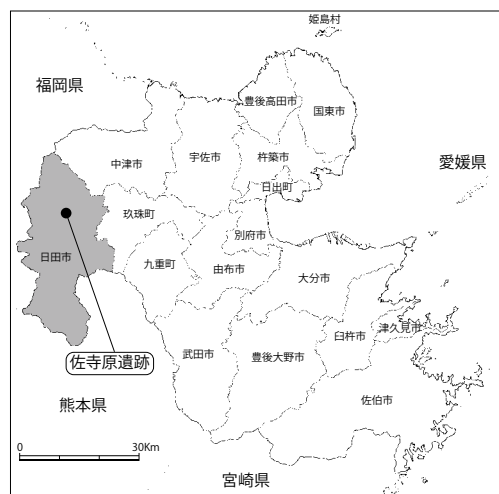 姫島村
福岡県
豊後高田市
国東市
中津市
宇佐市
杵築市
愛媛県
日出町
玖珠町
別府市
日田市
九重町
由布市
大分市
津久見市
臼杵市
武田市
豊後大野市
佐寺原遺跡
佐伯市
熊本県
0 30Km
宮崎県